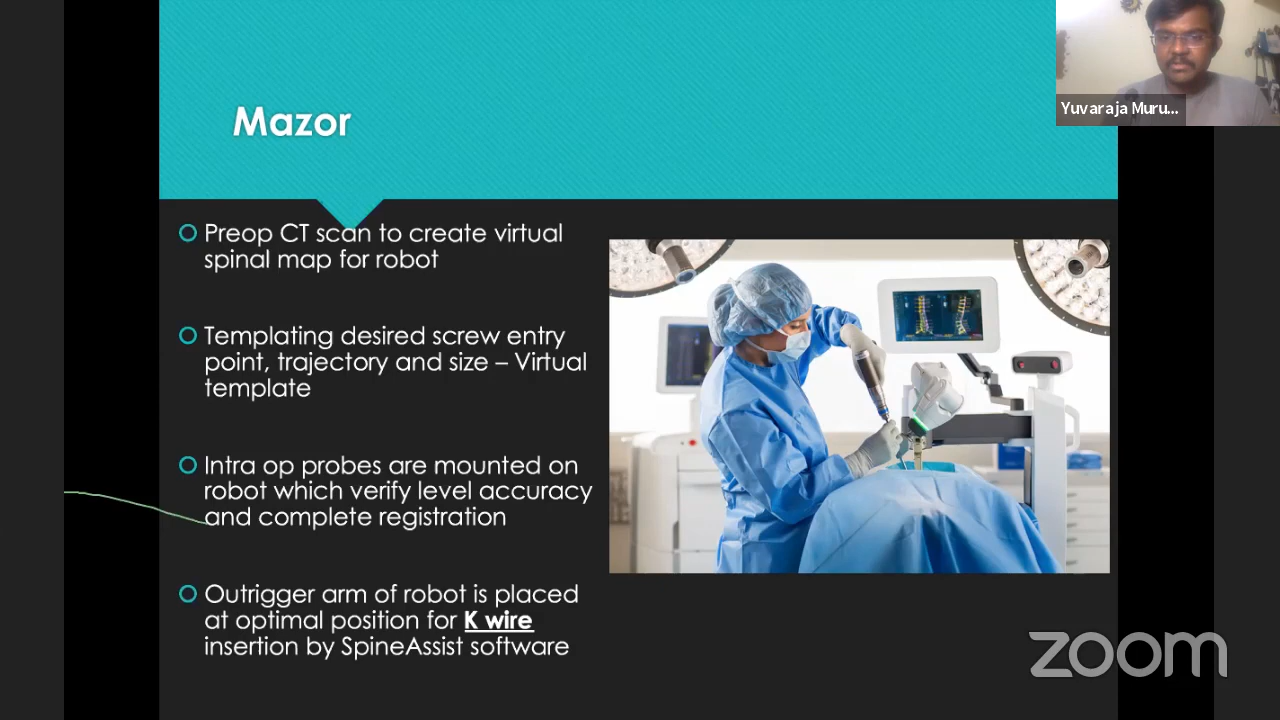 Yuvaraja Muru...
Mazor
Preop CT scan to create virtual
spinal map for robot
Templating desired screw entry
point, trajectory and size – Virtual
template
Intra op probes are mounted on
robot which verify level accuracy
and complete registration
Outrigger arm of robot is placed
at optimal position for K wire
insertion by SpineAssist software
zoom